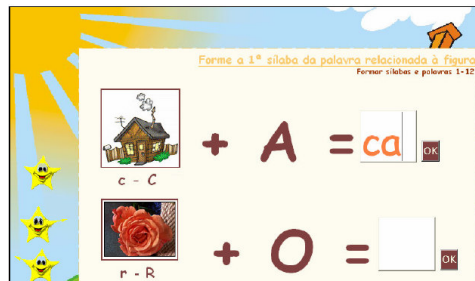 Forme a 1ª sílaba da palavra relacionada à figura
Formar sílabas e palavras 1-12
+ A = ca OK
c - C
+ O = OK
r - R